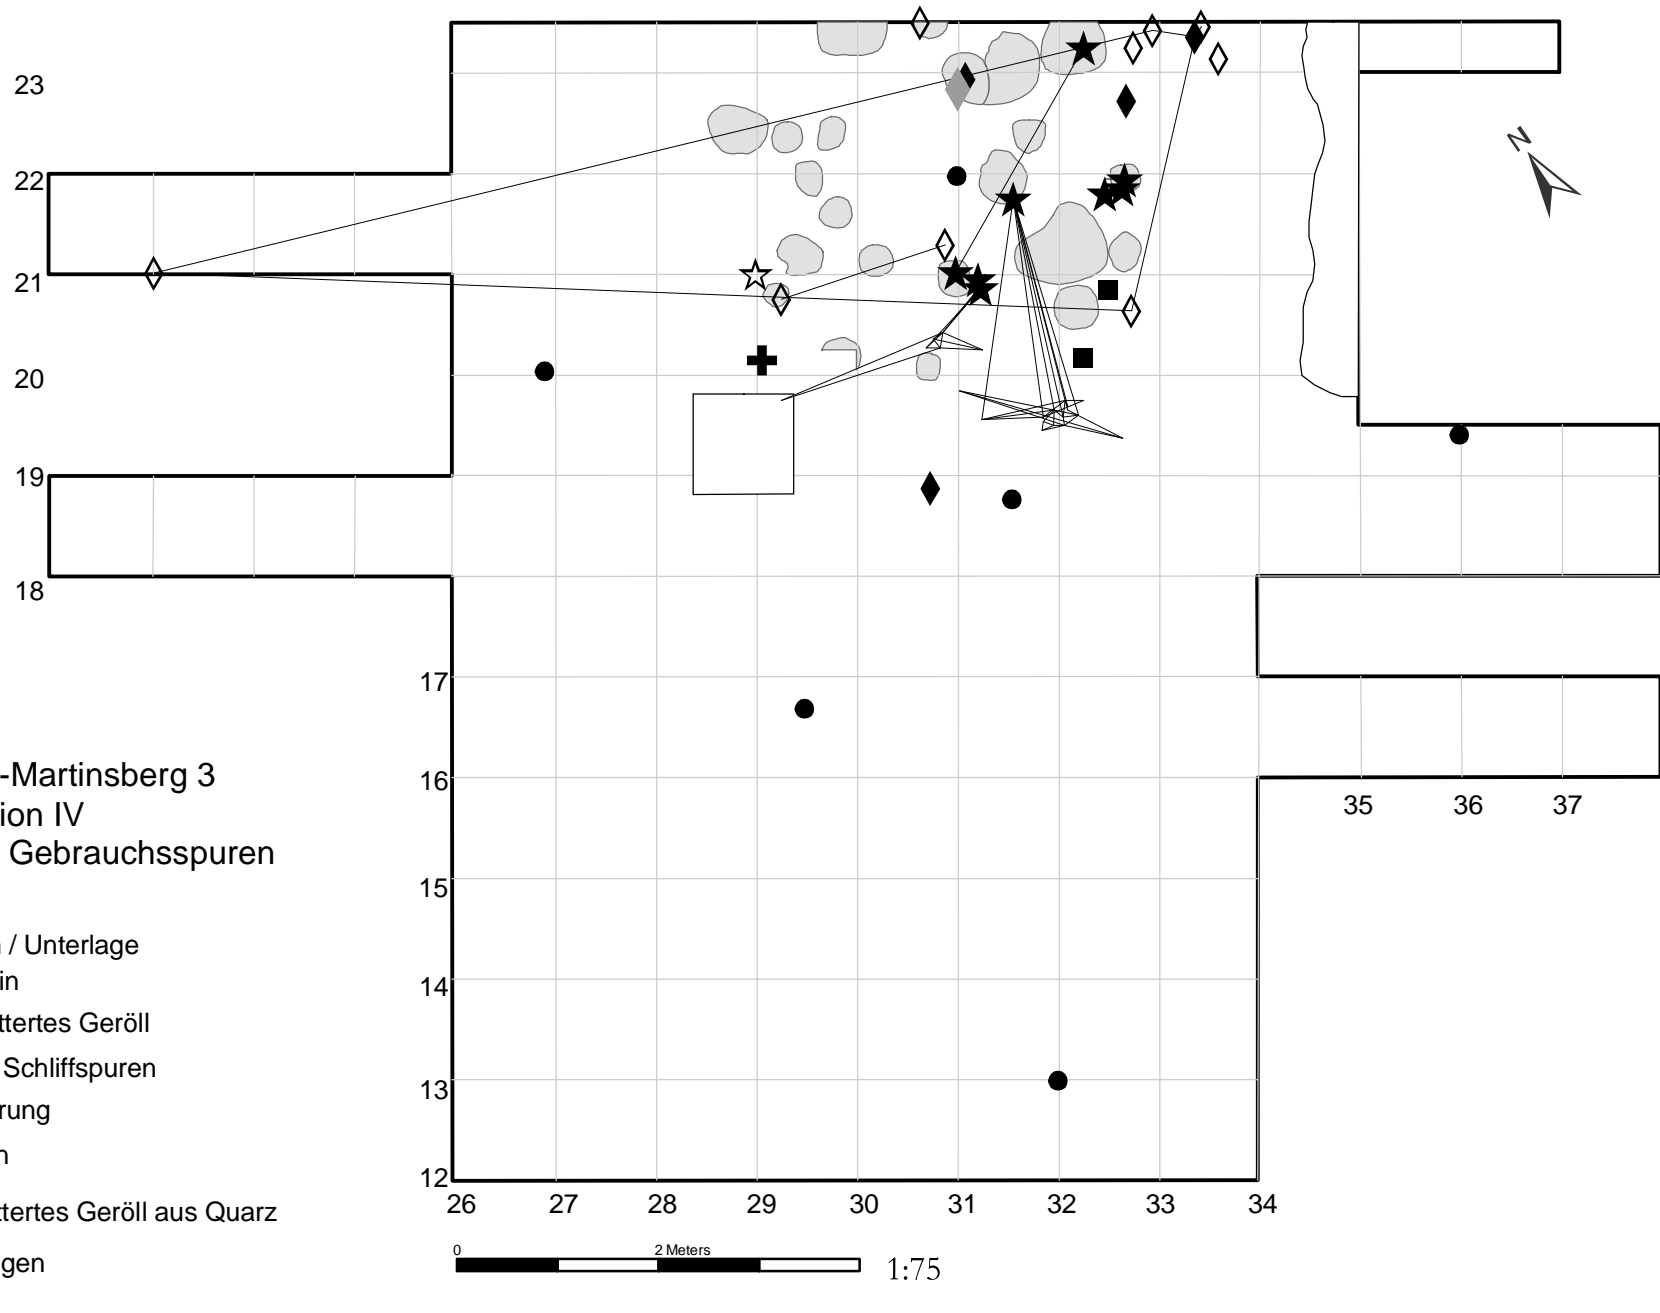 23
22
21
20
19
18
17
16
15
14
13
12
26 27 28 29 30 31 32 33 34
35 36 37
N
-Martinsberg 3
ion IV
Gebrauchsspuren
/ Unterlage
in
ttertes Geröll
Schliffspuren
rung
n
ttertes Geröll aus Quarz
gen
0 2 Meters
1:75